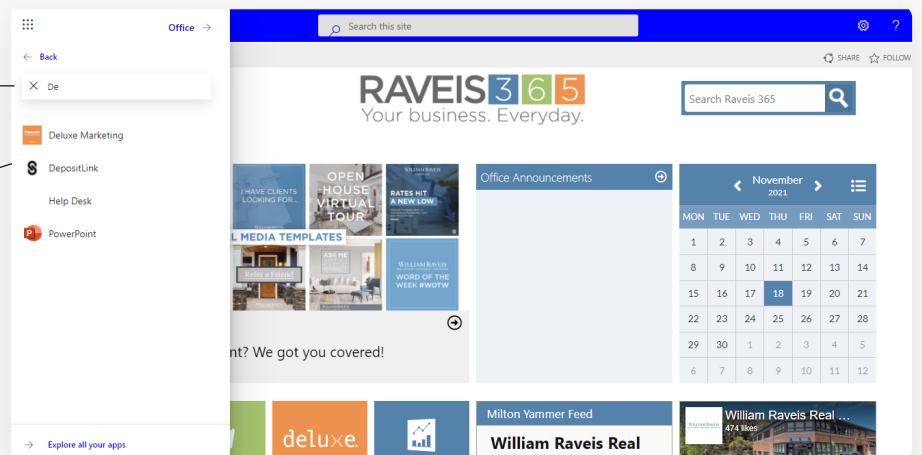 Office →
Search this site
?
← Back
SHARE
FOLLOW
× De
RAVEIS365
Your business. Everyday.
Search Raveis 365
Deluxe Marketing
DepositLink
Help Desk
PowerPoint
I HAVE CLIENTS
LOOKING FOR...
OPEN
HOUSE
VIRTUAL
TOUR
WILLIAM RAVEIS
RATES HIT
A NEW LOW
L MEDIA TEMPLATES
Refer a Friend
ASK ME
WILLIAM RAVEIS
WORD OF THE
WEEK #WOTW
nt? We got you covered!
Office Announcements
November
2021
MON TUE WED THU FRI SAT SUN
1 2 3 4 5 6 7
8 9 10 11 12 13 14
15 16 17 18 19 20 21
22 23 24 25 26 27 28
29 30 1 2 3 4 5
6 7 8 9 10 11 12
→ Explore all your apps
deluxe
Milton Yammer Feed
William Raveis Real
William Raveis Real ...
474 likes